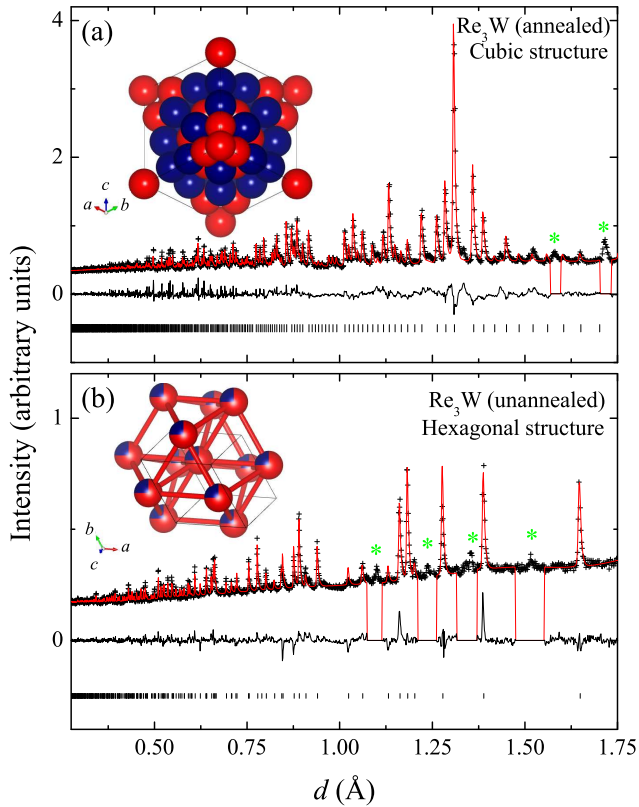 (a)
Re₃W (annealed)
Cubic structure
c
a
b
*
*
4
2
0
Intensity (arbitrary units)
(b)
Re₃W (unannealed)
Hexagonal structure
b
c
a
*
*
*
*
1
0
0.50 0.75 1.00 1.25 1.50 1.75
d (Å)